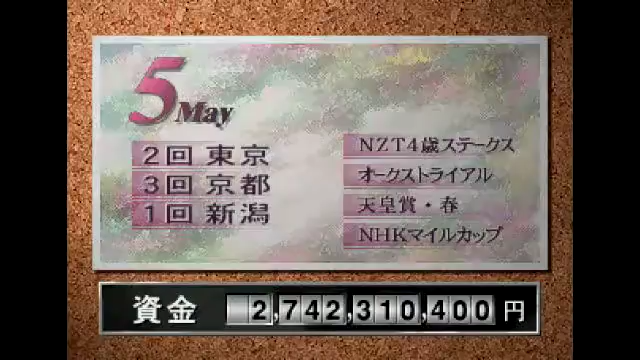 5 May
2回 東京
3回 京都
1回 新潟
NZT4歳ステークス
オークストライアル
天皇賞・春
NHKマイルカップ
資金 2,742,310,400 円